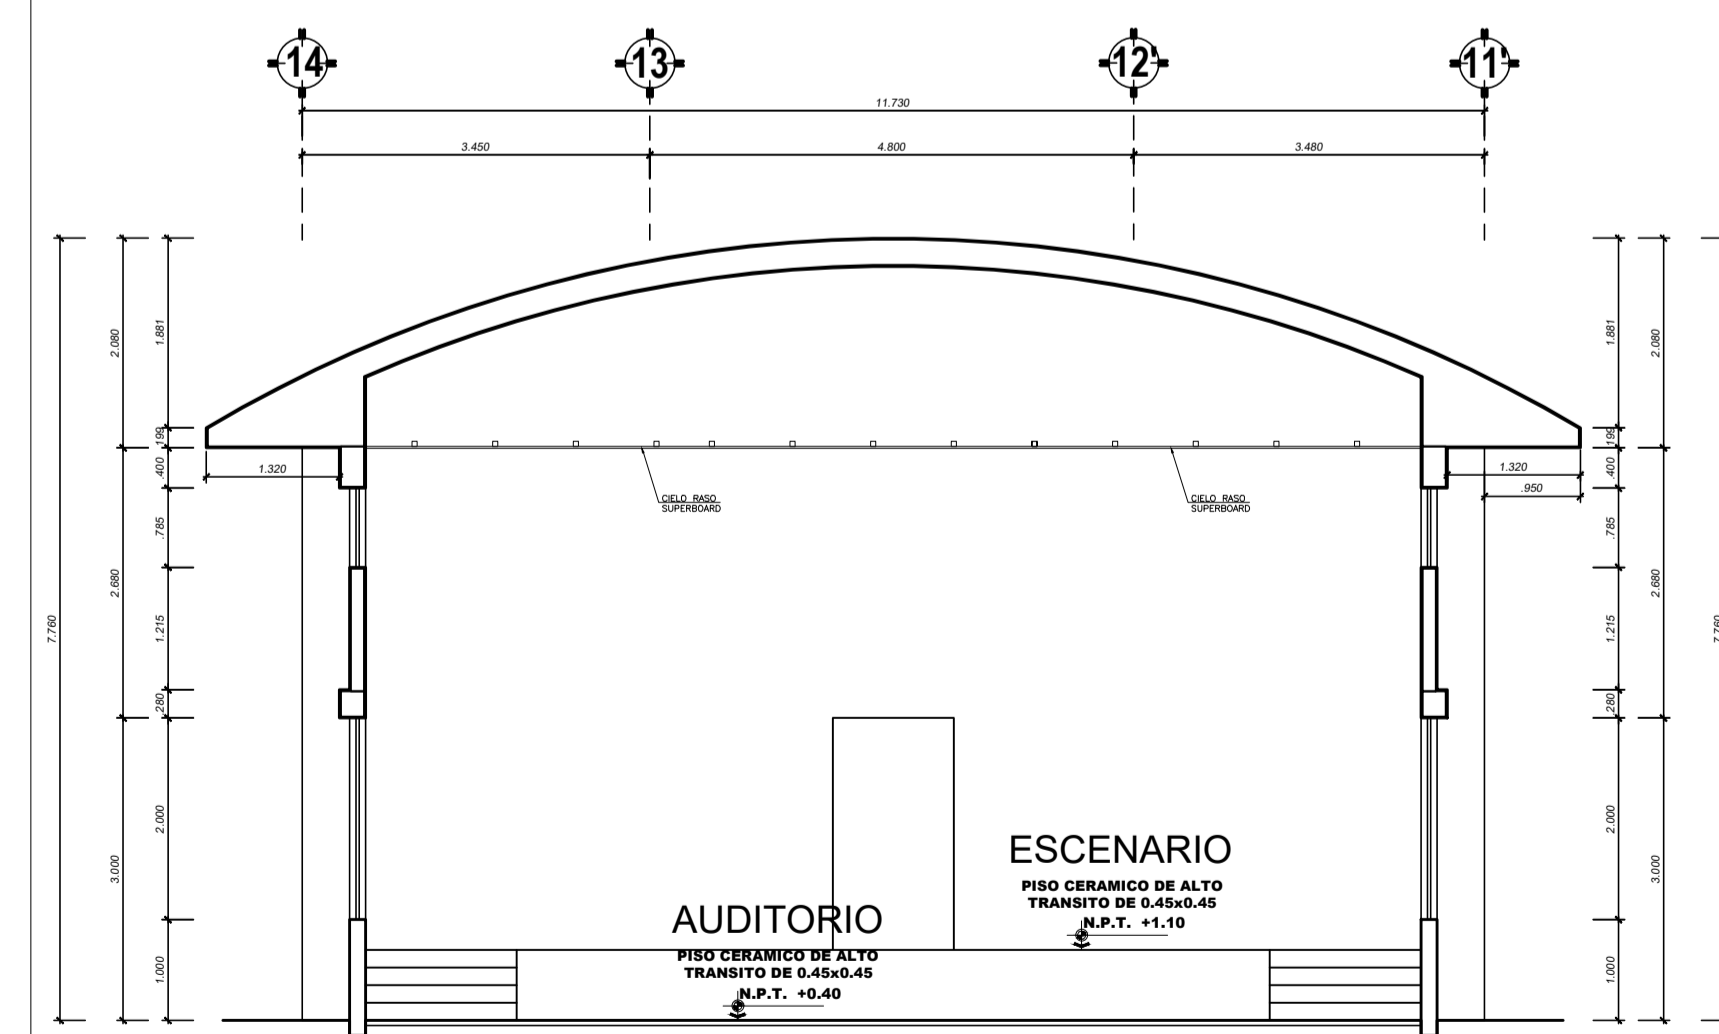 14 13 12' 11'
11.730
3.450 4.800 3.480
2.080 1.881 1.881 2.080
.199 .199
1.320 .400 .400 1.320
.950
CIELO RASO CIELO RASO
SUPERBOARD SUPERBOARD
.785 .785
2.680 2.680
7.760 1.215 1.215 7.760
.280 .280
2.000 2.000
ESCENARIO
3.000 3.000
PISO CERAMICO DE ALTO
TRANSITO DE 0.45x0.45
N.P.T. +1.10
AUDITORIO
PISO CERAMICO DE ALTO
TRANSITO DE 0.45x0.45
N.P.T. +0.40
1.000 1.000